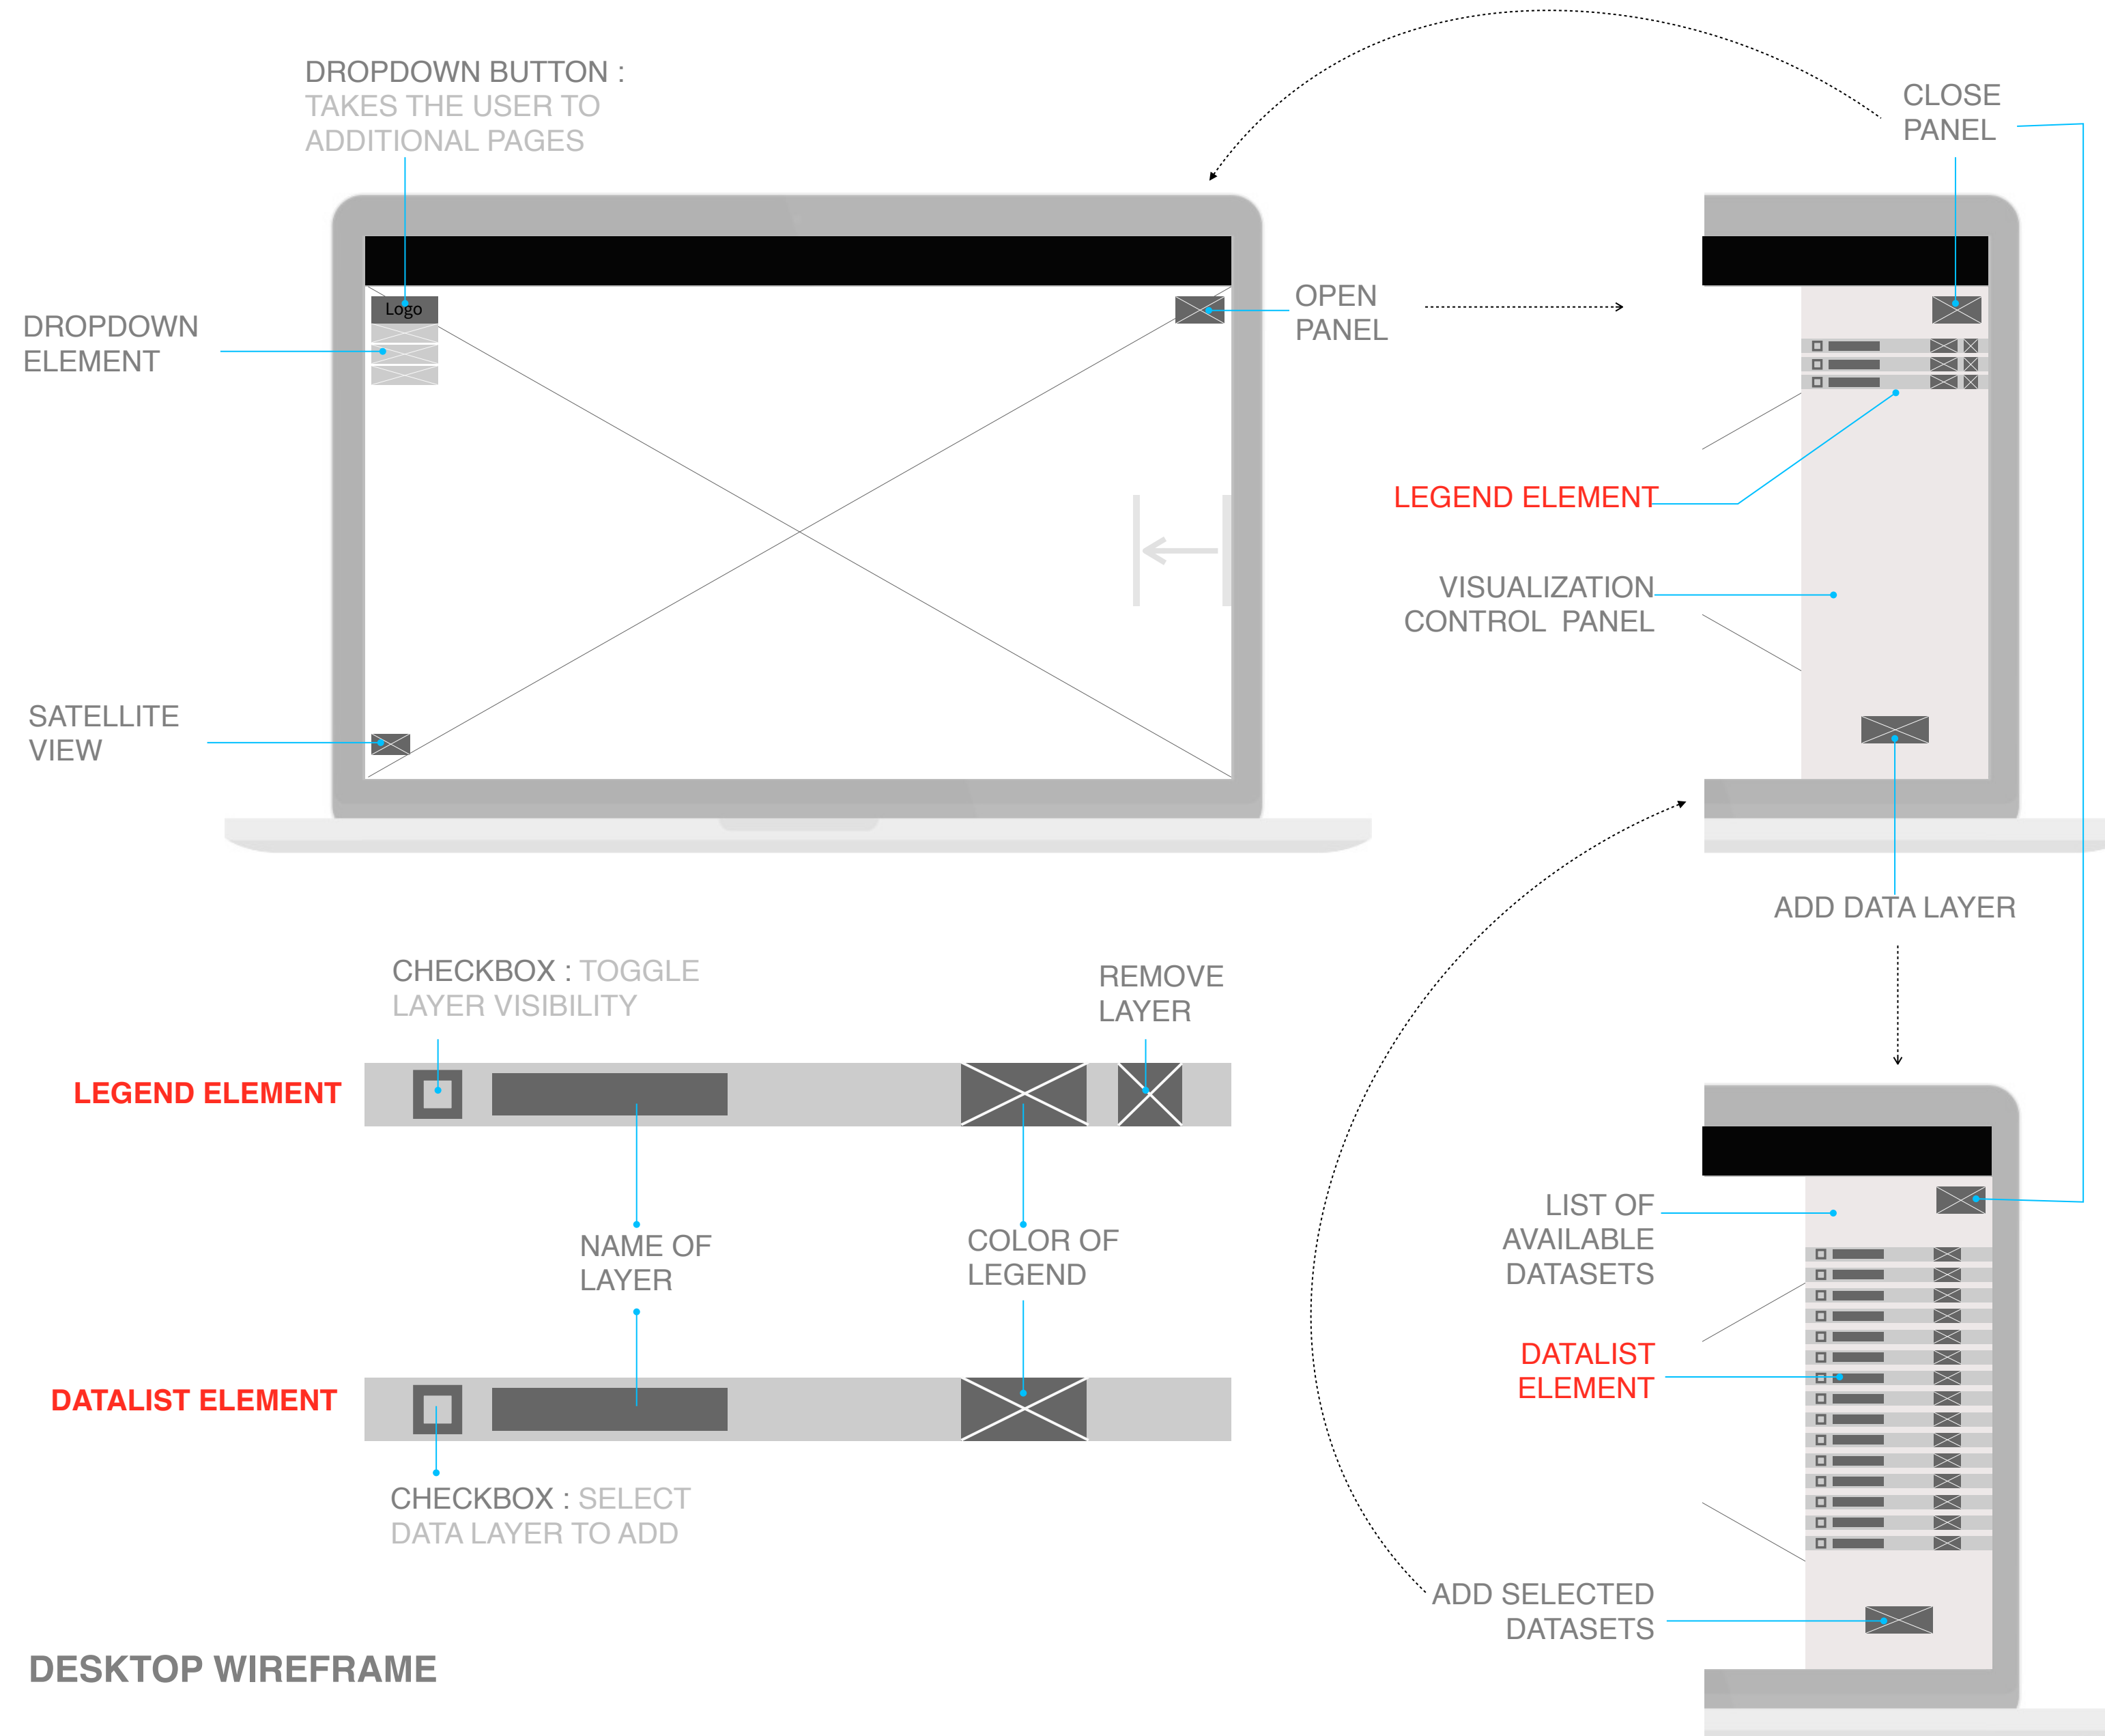 DROPDOWN BUTTON :
TAKES THE USER TO
ADDITIONAL PAGES
CLOSE
PANEL
Logo
OPEN
PANEL
DROPDOWN
ELEMENT
LEGEND ELEMENT
VISUALIZATION
CONTROL PANEL
SATELLITE
VIEW
ADD DATA LAYER
CHECKBOX : TOGGLE
LAYER VISIBILITY
REMOVE
LAYER
LEGEND ELEMENT
NAME OF
LAYER
COLOR OF
LEGEND
LIST OF
AVAILABLE
DATASETS
DATALIST
ELEMENT
DATALIST ELEMENT
CHECKBOX : SELECT
DATA LAYER TO ADD
ADD SELECTED
DATASETS
DESKTOP WIREFRAME